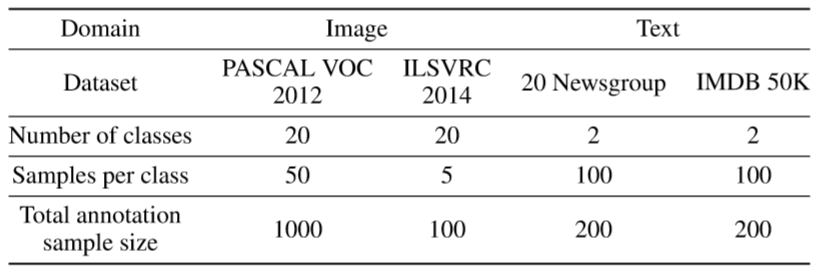 Domain Image Text
Dataset PASCAL VOC 2012 ILSVRC 2014 20 Newsgroup IMDB 50K
Number of classes 20 20 2 2
Samples per class 50 5 100 100
Total annotation sample size 1000 100 200 200